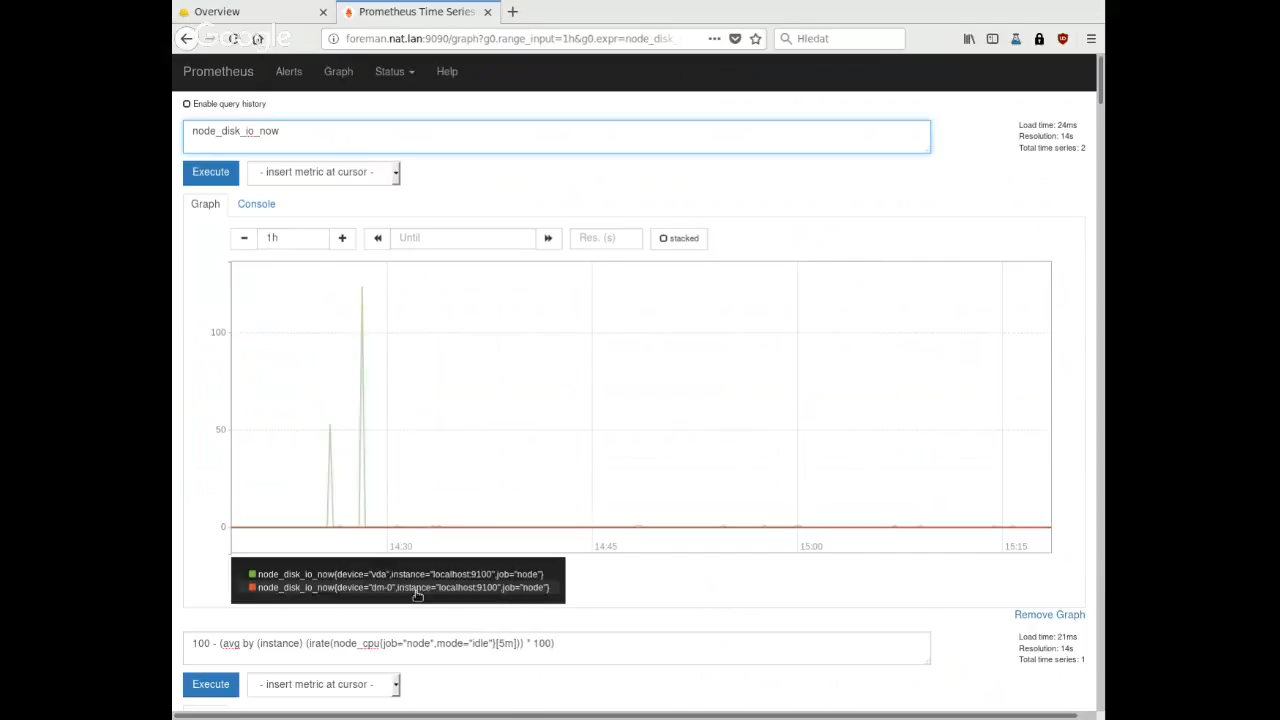 Overview
Prometheus Time Series
Google
foreman.nat.lan:9090/graph?g0.range_input=1h&g0.expr=node_disk_
Hledat
Prometheus
Alerts
Graph
Status
Help
Enable query history
node_disk_io_now
Load time: 24ms
Resolution: 14s
Total time series: 2
Execute
- insert metric at cursor -
Graph
Console
1h
Until
Res. (s)
stacked
100
50
0
14:30
14:45
15:00
15:15
node_disk_io_now{device="vda",instance="localhost:9100",job="node"}
node_disk_io_now{device="dm-0",instance="localhost:9100",job="node"}
Remove Graph
100 - (avg by (instance) (irate(node_cpu{job="node",mode="idle"}[5m])) * 100)
Load time: 21ms
Resolution: 14s
Total time series: 1
Execute
- insert metric at cursor -